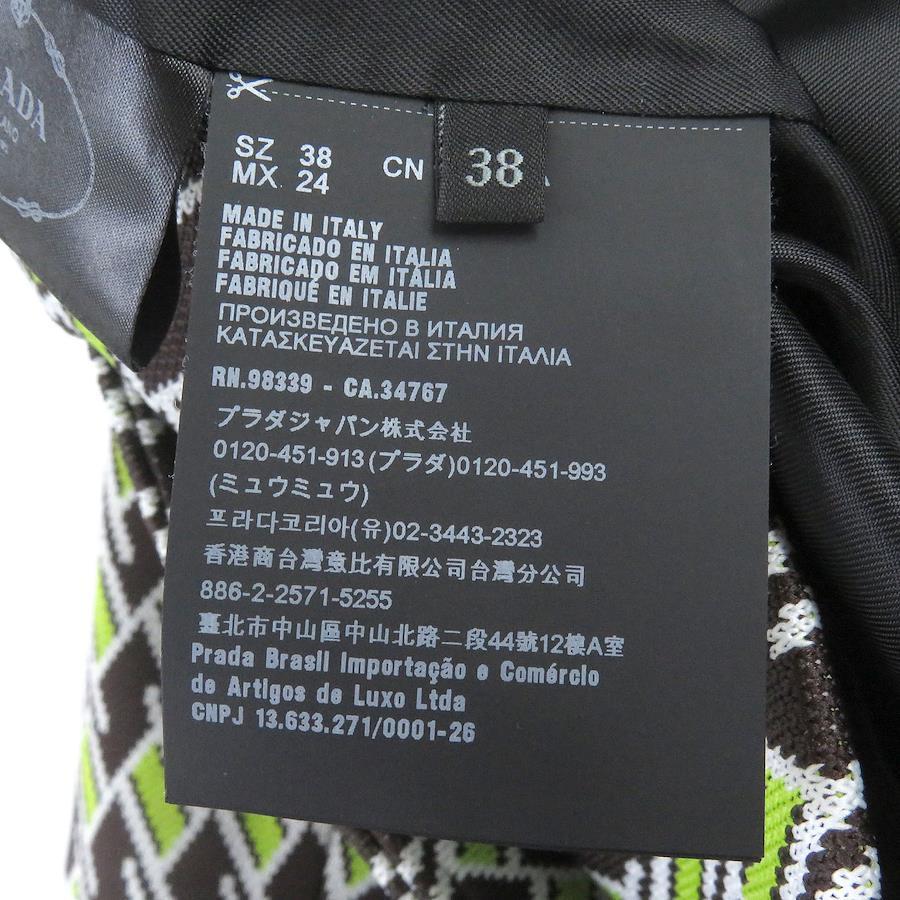 ADA
SZ 38 CN
MX. 24
38
MADE IN ITALY
FABRICADO EN ITALIA
FABRICADO EM ITÁLIA
FABRIQUÉ EN ITALIE
ПРОИЗВЕДЕНО В ИТАЛИЯ
ΚΑΤΑΣΚΕΥΑΖΕΤΑΙ ΣΤΗΝ ΙΤΑΛΙΑ
RN.98339 - CA.34767
プラダジャパン株式会社
0120-451-913(プラダ)0120-451-993
(ミュウミュウ)
프라다코리아(유)02-3443-2323
香港商台灣意比有限公司台灣分公司
886-2-2571-5255
臺北市中山區中山北路二段44號12樓A室
Prada Brasil Importação e Comércio
de Artigos de Luxo Ltda
CNPJ 13.633.271/0001-26